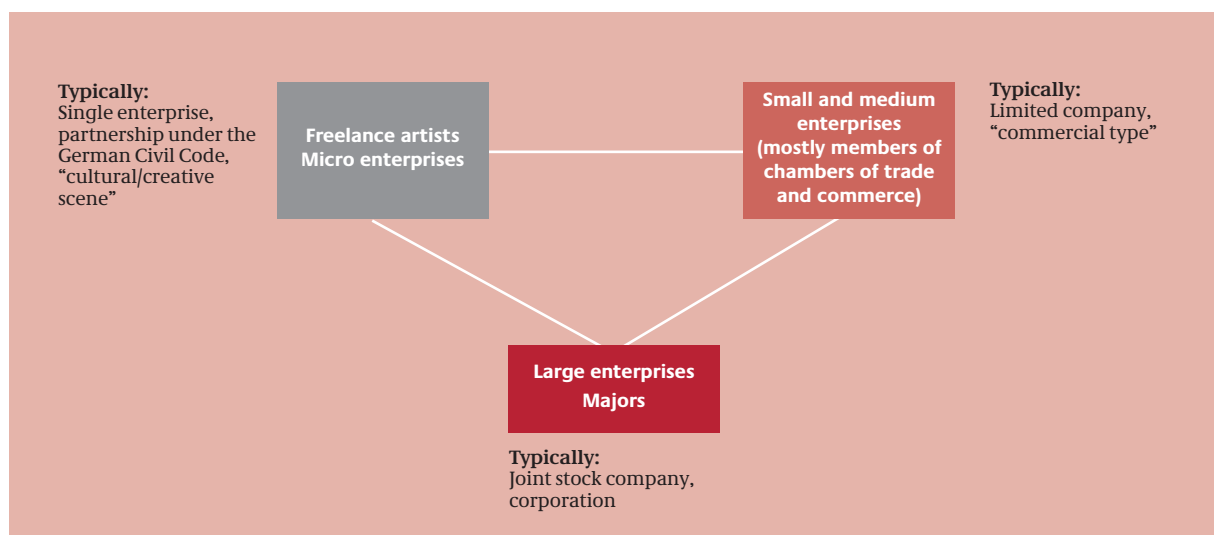 Typically:
Single enterprise,
partnership under the
German Civil Code,
“cultural/creative
scene”
Freelance artists
Micro enterprises
Small and medium
enterprises
(mostly members of
chambers of trade
and commerce)
Typically:
Limited company,
“commercial type”
Large enterprises
Majors
Typically:
Joint stock company,
corporation